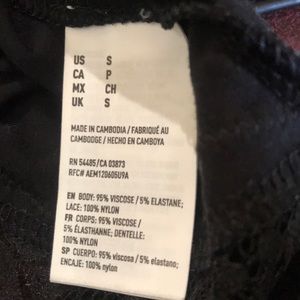 US S
CA P
MX CH
UK S
MADE IN CAMBODIA / FABRIQUÉ AU
CAMBODGE / HECHO EN CAMBOYA
RN 54485/CA 03873
RFC# AEM120605U9A
EN BODY: 95% VISCOSE / 5% ELASTANE;
LACE: 100% NYLON
FR CORPS: 95% VISCOSE /
5% ÉLASTHANNE; DENTELLE:
100% NYLON
SP CUERPO: 95% viscosa / 5% elastano;
ENCAJE: 100% nylon